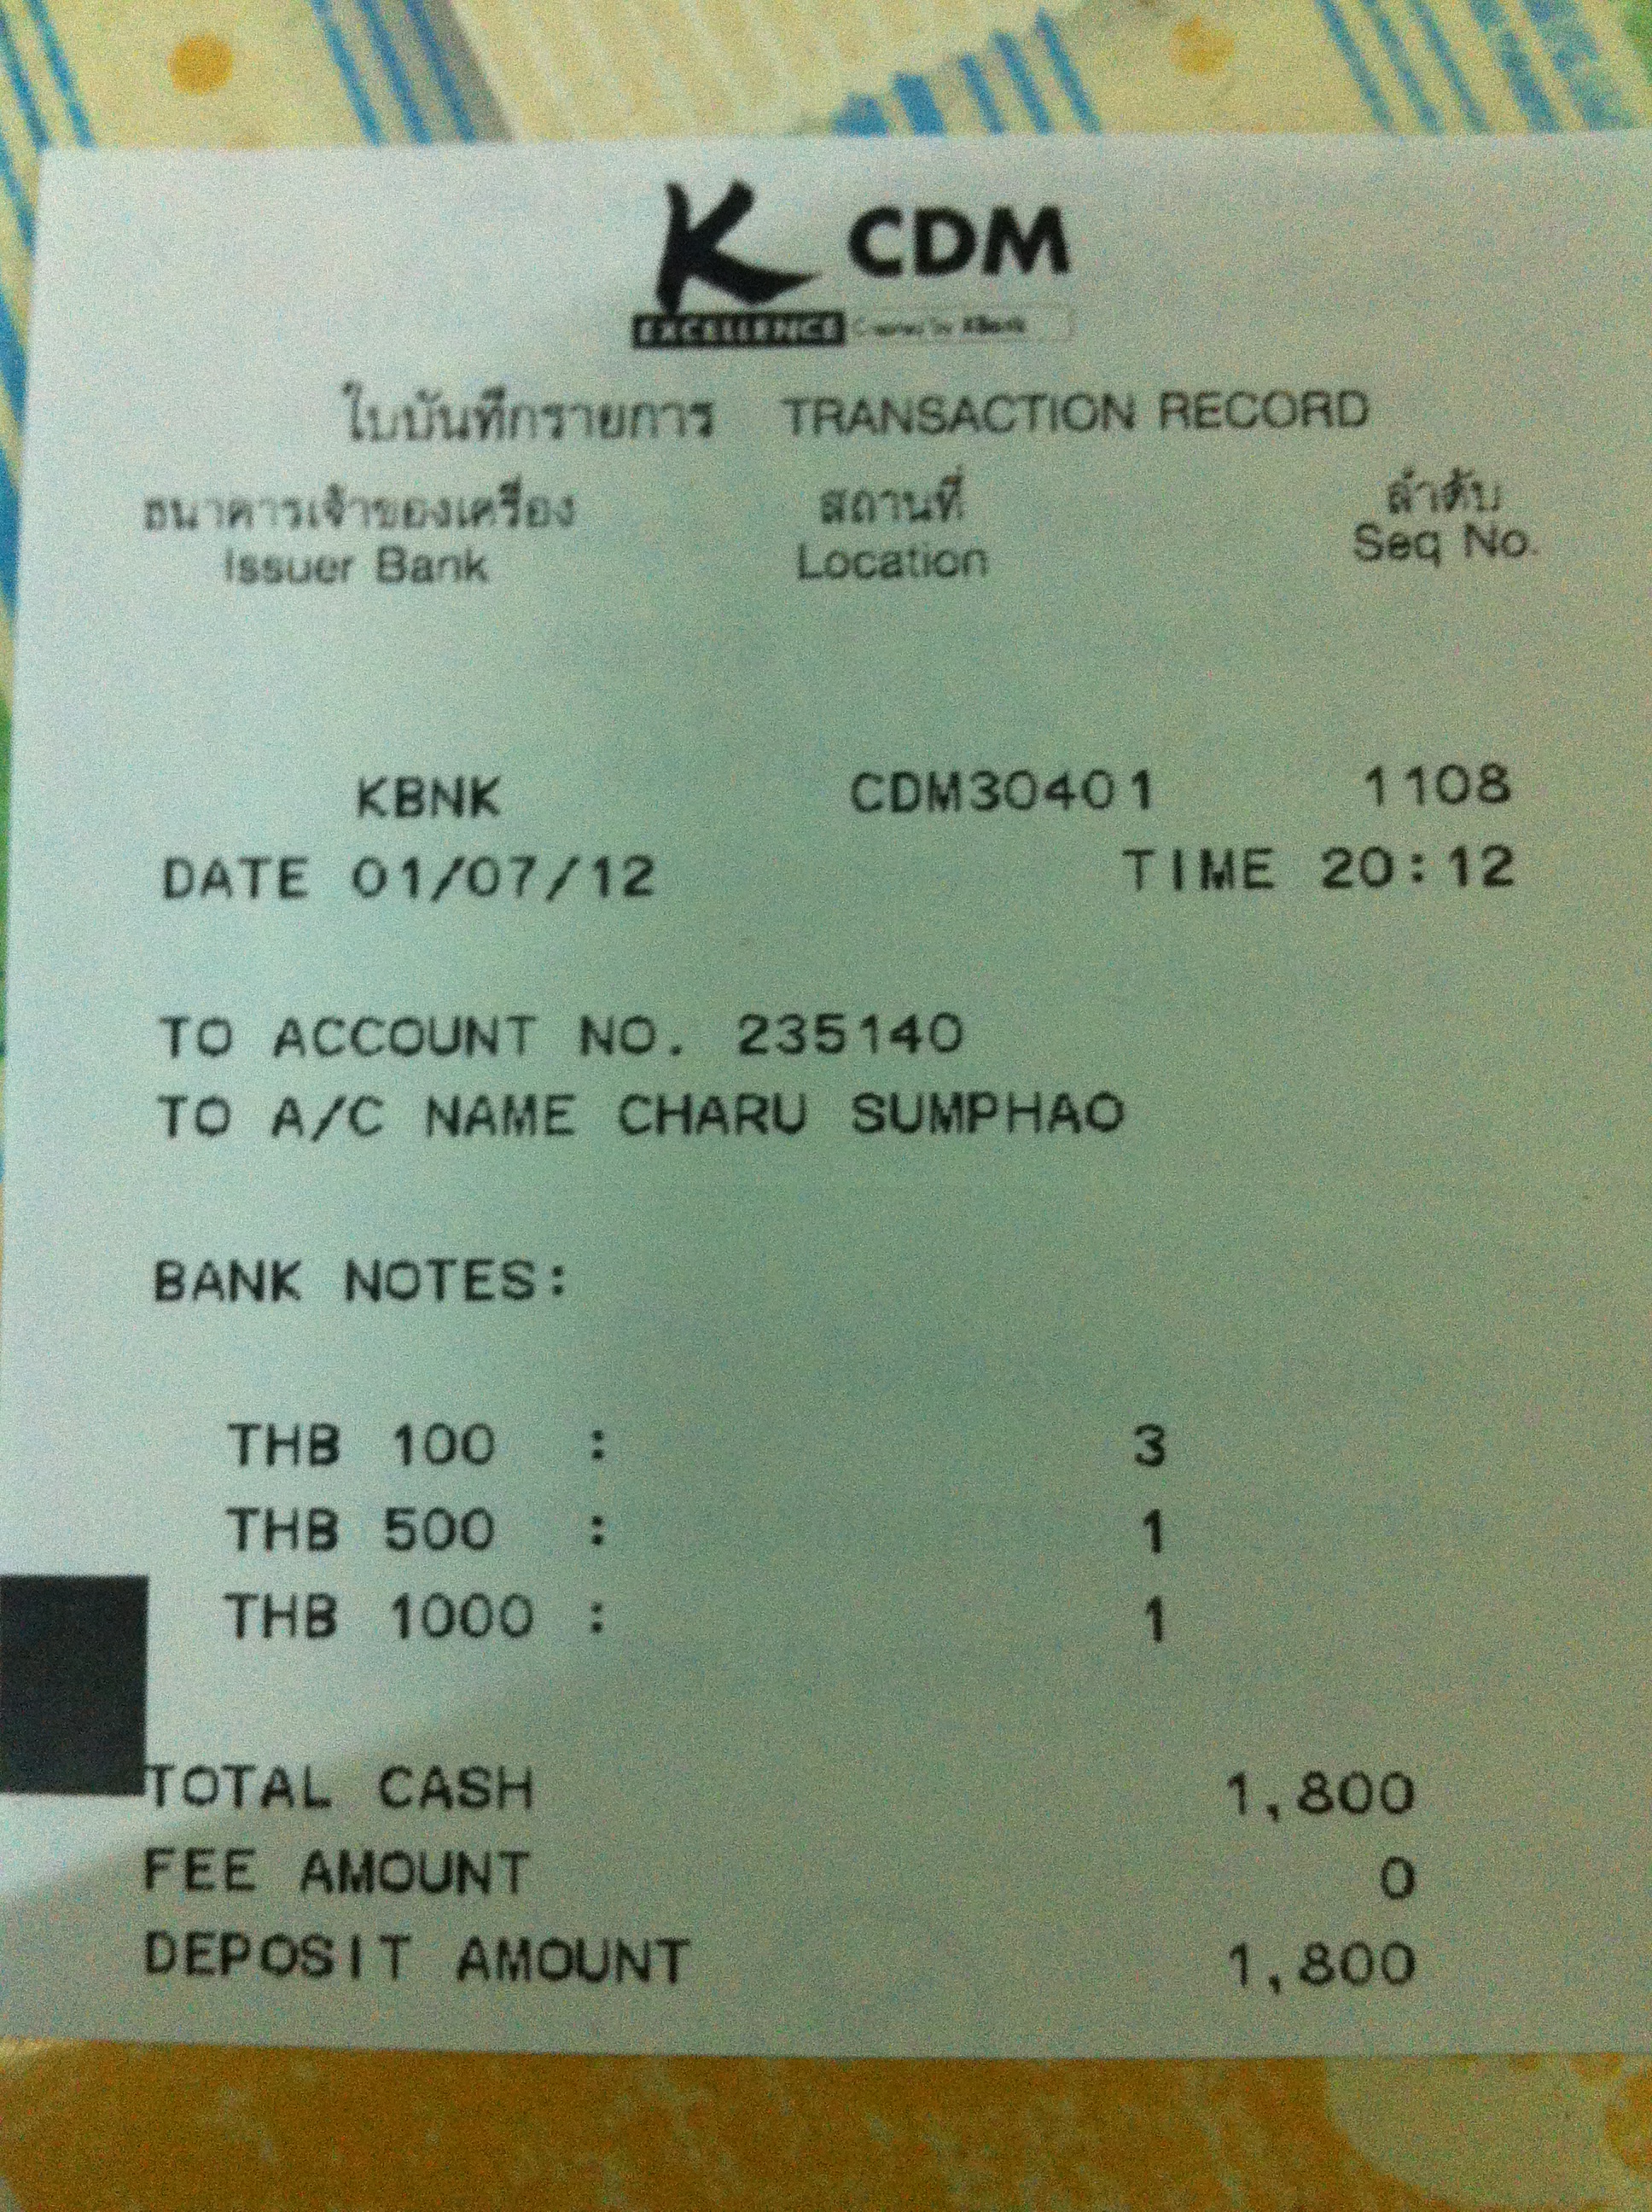 K CDM
EXCELLENCE Created by KBank
ใบบันทึกรายการ TRANSACTION RECORD
ธนาคารเจ้าของเครื่อง สถานที่ ลำดับ
Issuer Bank Location Seq No.
KBNK CDM30401 1108
DATE 01/07/12 TIME 20:12
TO ACCOUNT NO. 235140
TO A/C NAME CHARU SUMPHAO
BANK NOTES:
THB 100 : 3
THB 500 : 1
THB 1000 : 1
TOTAL CASH 1,800
FEE AMOUNT 0
DEPOSIT AMOUNT 1,800